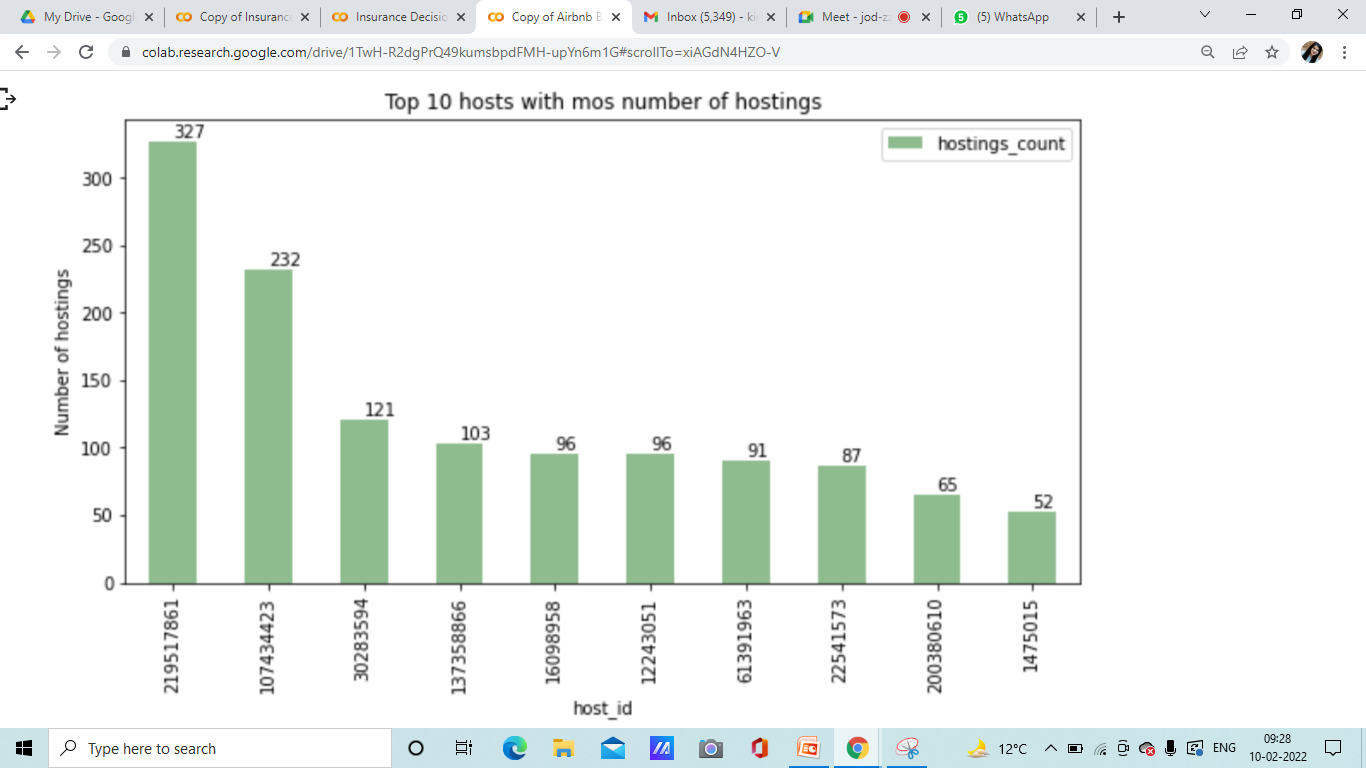 My Drive - Googl
Copy of Insuranc
Insurance Decisio
Copy of Airbnb B
Inbox (5,349) - ki
Meet - jod-z
(5) WhatsApp
colab.research.google.com/drive/1TwH-R2dgPrQ49kumsbpdFMH-upYn6m1G#scrollTo=xiAGdN4HZO-V
Top 10 hosts with mos number of hostings
hostings_count
Number of hostings
300
250
200
150
100
50
0
327
232
121
103
96
96
91
87
65
52
219517861
107434423
30283594
137358866
16098958
12243051
61391963
22541573
200380610
1475015
host_id
Type here to search
12°C
ENG
09:28
10-02-2022